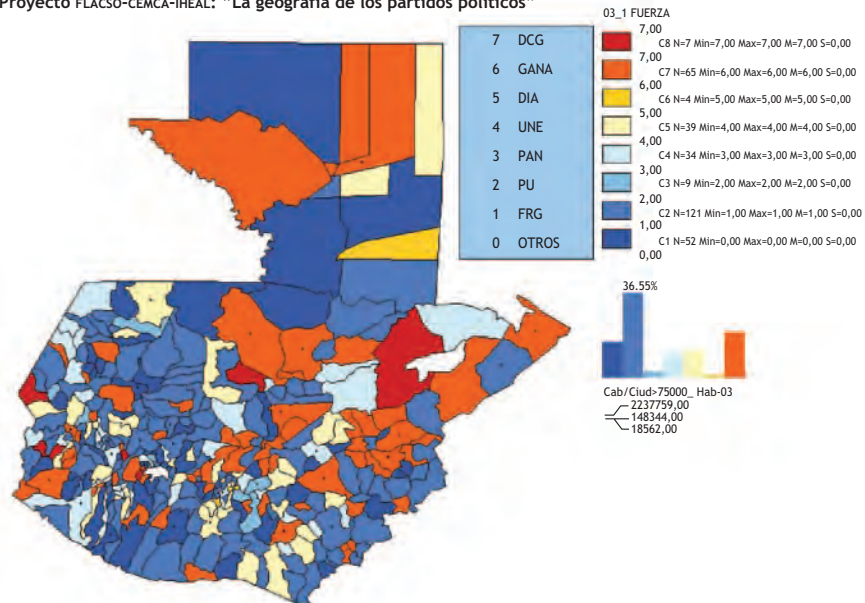 Proyecto FLACSO-CEMCA-IHEAL: "La geografía de los partidos políticos"
7 DCG
6 GANA
5 DIA
4 UNE
3 PAN
2 PU
1 FRG
0 OTROS
03_1 FUERZA
7,00
C8 N=7 Min=7,00 Max=7,00 M=7,00 S=0,00
7,00
C7 N=65 Min=6,00 Max=6,00 M=6,00 S=0,00
6,00
C6 N=4 Min=5,00 Max=5,00 M=5,00 S=0,00
5,00
C5 N=39 Min=4,00 Max=4,00 M=4,00 S=0,00
4,00
C4 N=34 Min=3,00 Max=3,00 M=3,00 S=0,00
3,00
C3 N=9 Min=2,00 Max=2,00 M=2,00 S=0,00
2,00
C2 N=121 Min=1,00 Max=1,00 M=1,00 S=0,00
1,00
C1 N=52 Min=0,00 Max=0,00 M=0,00 S=0,00
0,00
36.55%
Cab/Ciud>75000_ Hab-03
2237759,00
148344,00
18562,00